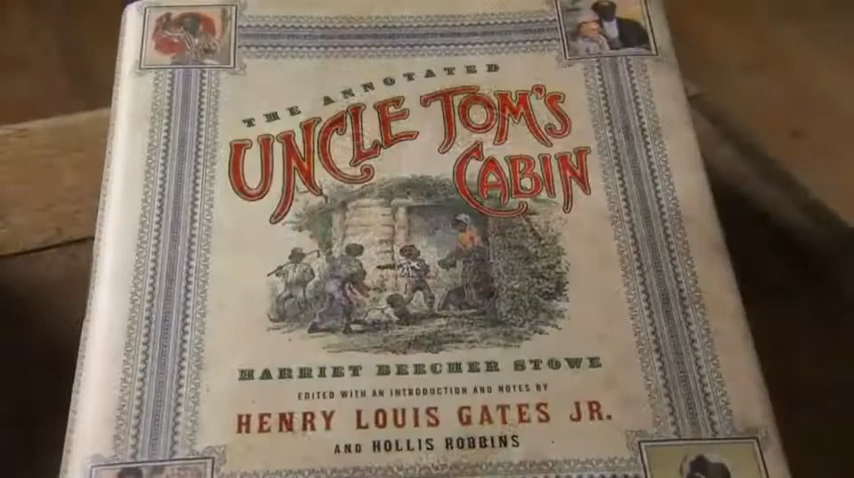 THE ANNOTATED
UNCLE TOM'S
CABIN
HARRIET BEECHER STOWE
EDITED WITH AN INTRODUCTION AND NOTES BY
HENRY LOUIS GATES JR.
AND HOLLIS ROBBINS